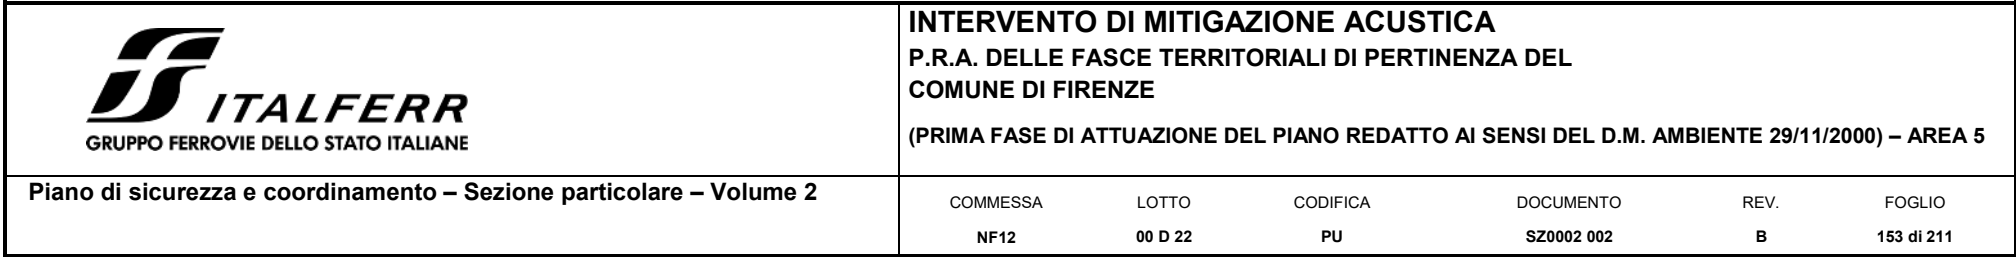 ITALFERR
GRUPPO FERROVIE DELLO STATO ITALIANE
INTERVENTO DI MITIGAZIONE ACUSTICA
P.R.A. DELLE FASCE TERRITORIALI DI PERTINENZA DEL
COMUNE DI FIRENZE
(PRIMA FASE DI ATTUAZIONE DEL PIANO REDATTO AI SENSI DEL D.M. AMBIENTE 29/11/2000) – AREA 5
Piano di sicurezza e coordinamento – Sezione particolare – Volume 2
COMMESSA LOTTO CODIFICA DOCUMENTO REV. FOGLIO
NF12 00 D 22 PU SZ0002 002 B 153 di 211